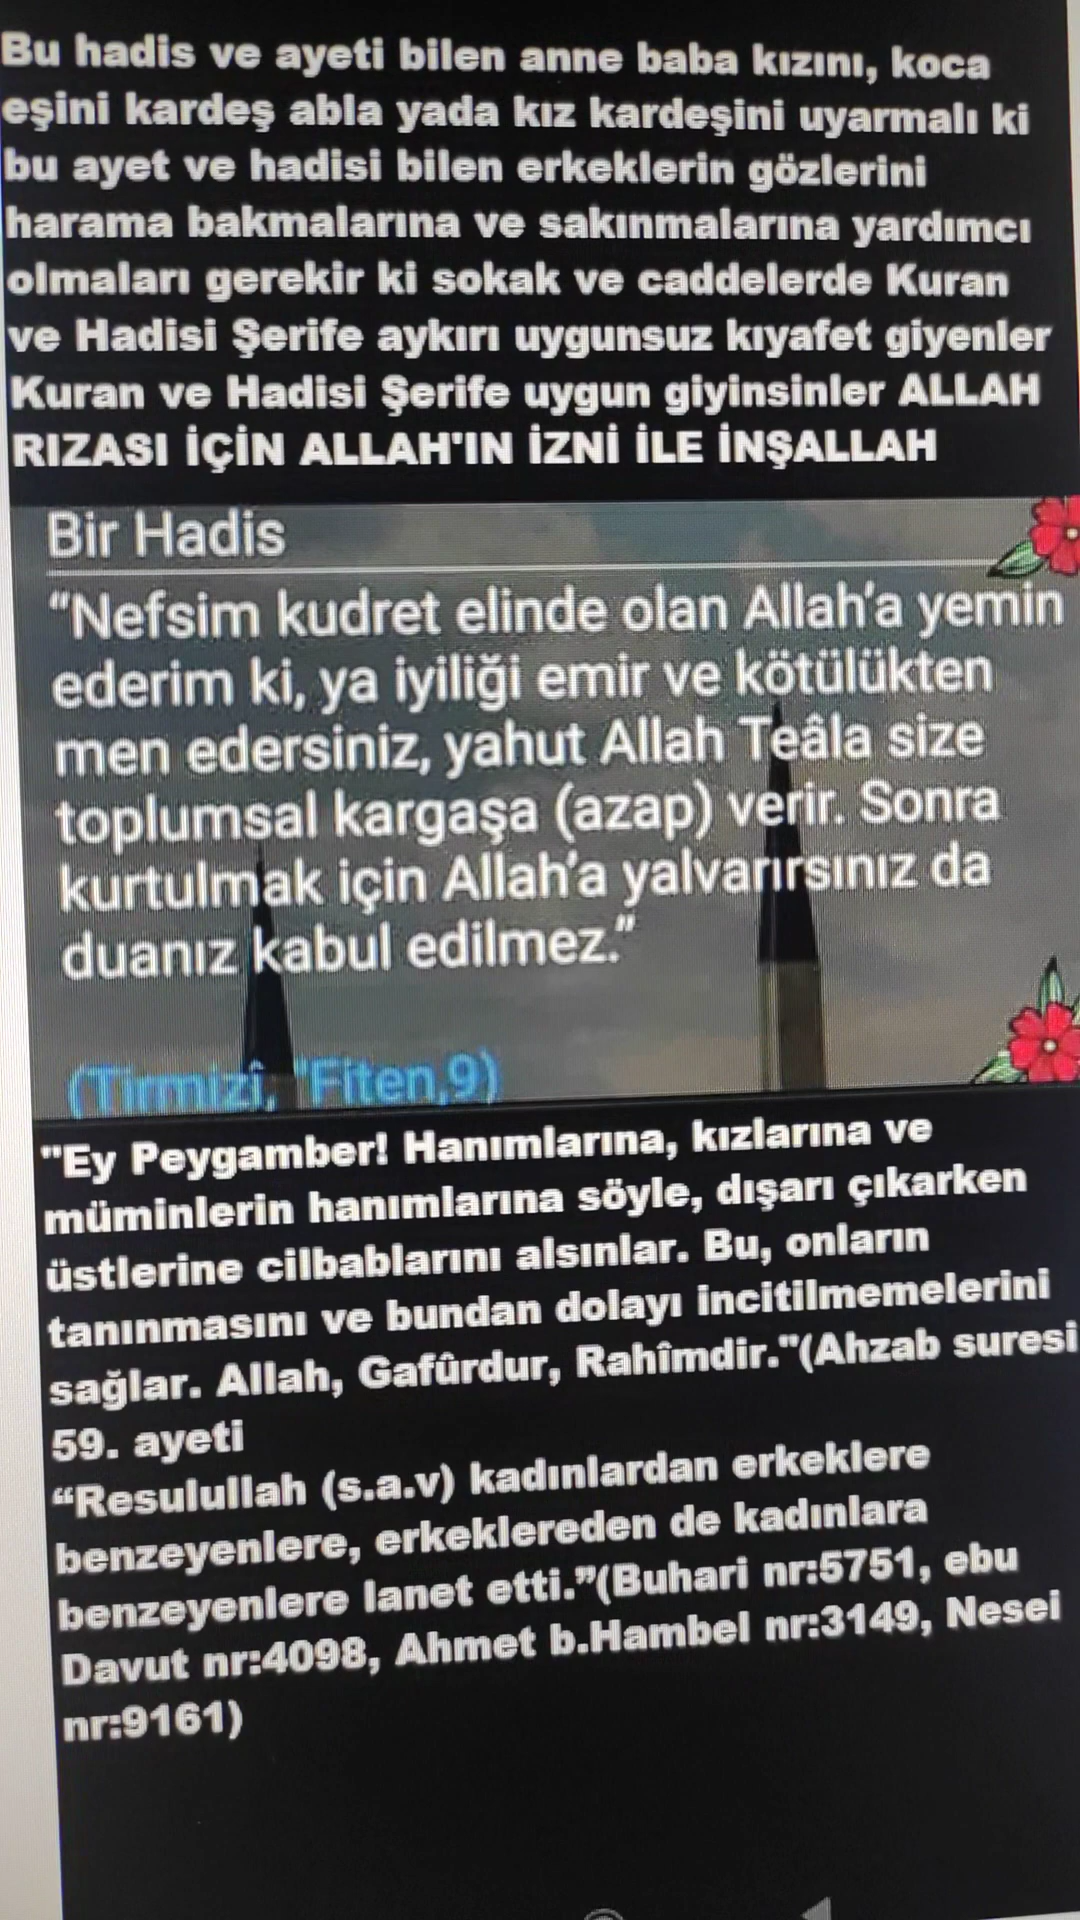 Bu hadis ve ayeti bilen anne baba kızını, koca
eşini kardeş abla yada kız kardeşini uyarmalı ki
bu ayet ve hadisi bilen erkeklerin gözlerini
harama bakmalarına ve sakınmalarına yardımcı
olmaları gerekir ki sokak ve caddelerde Kuran
ve Hadisi Şerife aykırı uygunsuz kıyafet giyenler
Kuran ve Hadisi Şerife uygun giyinsinler ALLAH
RIZASI İÇİN ALLAH'IN İZNİ İLE İNŞALLAH
Bir Hadis
“Nefsim kudret elinde olan Allah’a yemin
ederim ki, ya iyiliği emir ve kötülükten
men edersiniz, yahut Allah Teâla size
toplumsal kargaşa (azap) verir. Sonra
kurtulmak için Allah’a yalvarırsınız da
duanız kabul edilmez.”
(Tirmizî, "Fiten,9)
"Ey Peygamber! Hanımlarına, kızlarına ve
müminlerin hanımlarına söyle, dışarı çıkarken
üstlerine cilbablarını alsınlar. Bu, onların
tanınmasını ve bundan dolayı incitilmemelerini
sağlar. Allah, Gafûrdur, Rahîmdir."(Ahzab suresi
59. ayeti
“Resulullah (s.a.v) kadınlardan erkeklere
benzeyenlere, erkeklereden de kadınlara
benzeyenlere lanet etti.”(Buhari nr:5751, ebu
Davut nr:4098, Ahmet b.Hambel nr:3149, Nesei
nr:9161)